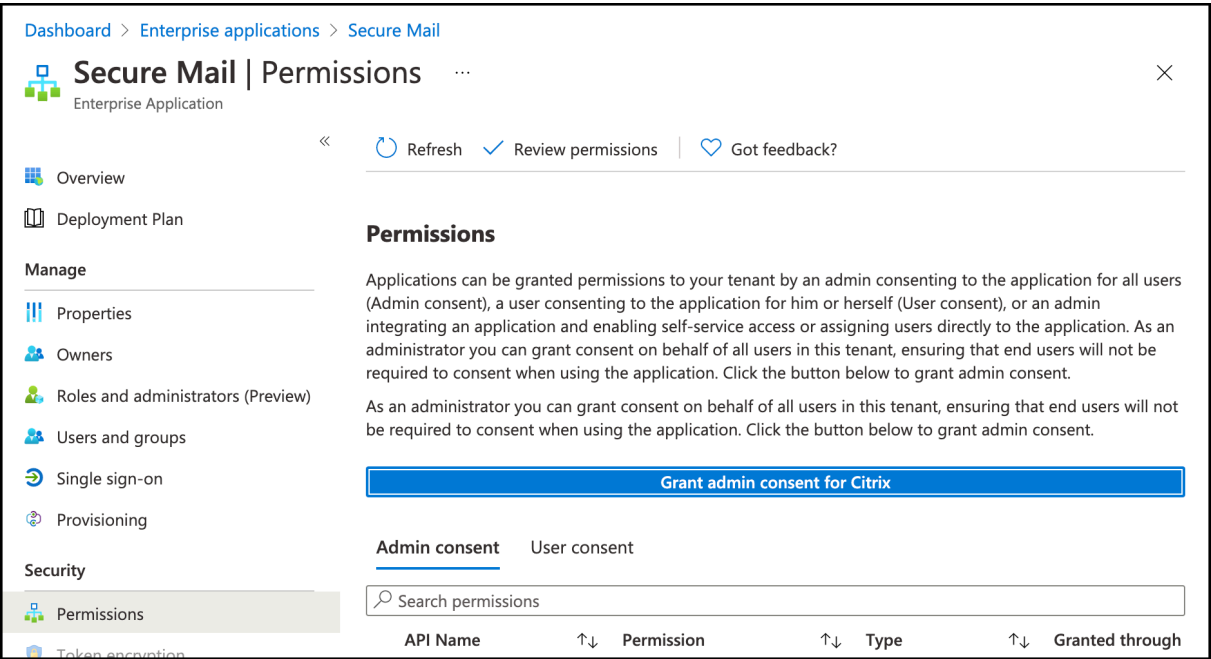 Dashboard > Enterprise applications > Secure Mail
Secure Mail | Permissions ...
Enterprise Application
«
Refresh Review permissions Got feedback?
Overview
Deployment Plan
Manage
Properties
Owners
Roles and administrators (Preview)
Users and groups
Single sign-on
Provisioning
Security
Permissions
Token encryption
Permissions
Applications can be granted permissions to your tenant by an admin consenting to the application for all users
(Admin consent), a user consenting to the application for him or herself (User consent), or an admin
integrating an application and enabling self-service access or assigning users directly to the application. As an
administrator you can grant consent on behalf of all users in this tenant, ensuring that end users will not be
required to consent when using the application. Click the button below to grant admin consent.
As an administrator you can grant consent on behalf of all users in this tenant, ensuring that end users will not
be required to consent when using the application. Click the button below to grant admin consent.
Grant admin consent for Citrix
Admin consent User consent
Search permissions
API Name ↑↓ Permission ↑↓ Type ↑↓ Granted through